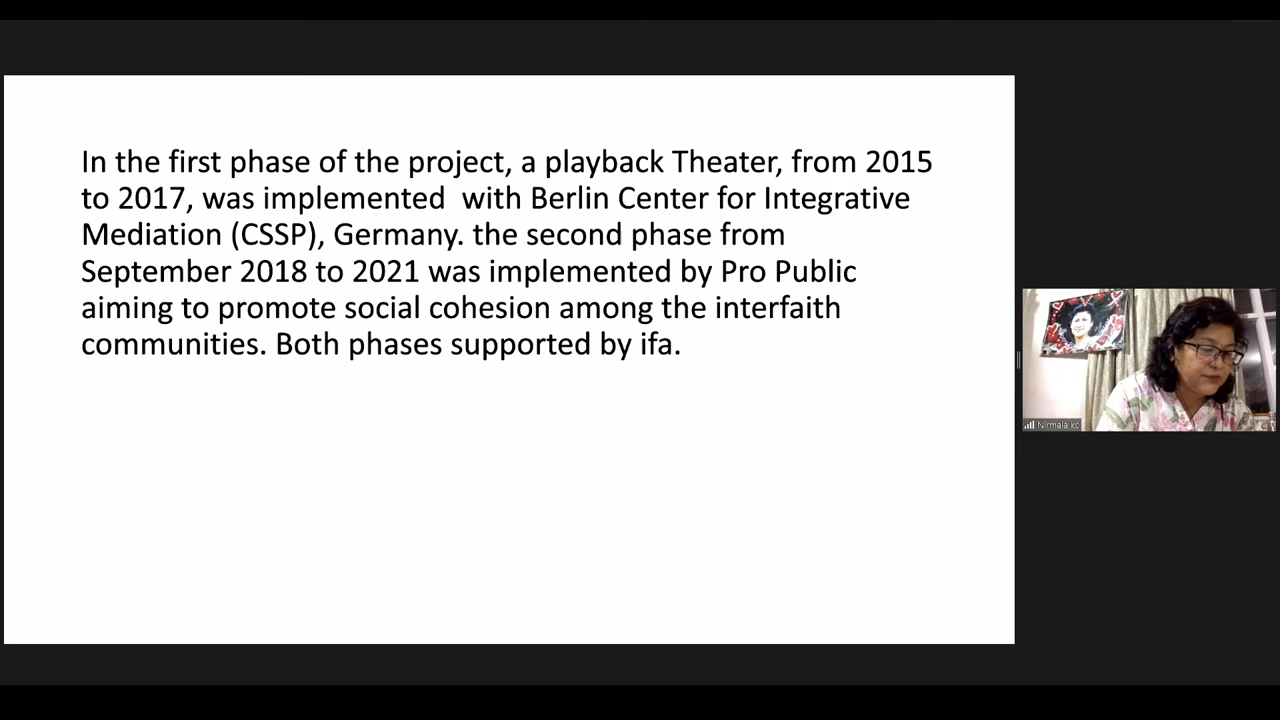 In the first phase of the project, a playback Theater, from 2015
to 2017, was implemented  with Berlin Center for Integrative
Mediation (CSSP), Germany. the second phase from
September 2018 to 2021 was implemented by Pro Public
aiming to promote social cohesion among the interfaith
communities. Both phases supported by ifa.
Nirmala kc